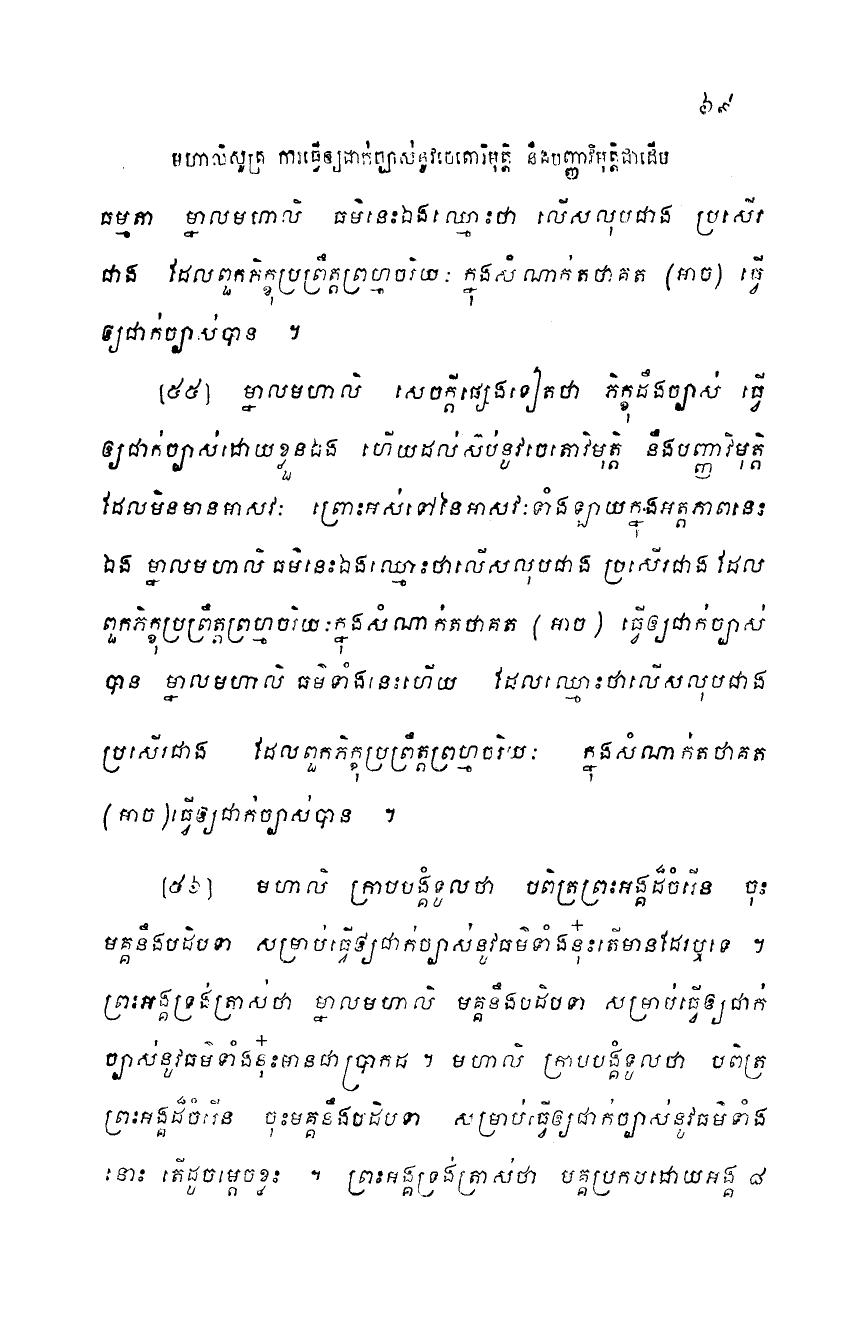 ៦៩
មហាលិសូត្រ ការធ្វើឲ្យជាក់ច្បាស់នូវចេតោវិមុត្តិ នឹងបញ្ញាវិមុត្តិជាដើម
ធម្មតា ម្នាលមហាលិ ធម៌នេះឯងឈ្មោះថា លើសលុបជាង ប្រសើរ
ជាង ដែលពួកភិក្ខុប្រព្រឹត្តព្រហ្មចរិយៈ ក្នុងសំណាក់តថាគត (អាច) ធ្វើ
ឲ្យជាក់ច្បាស់បាន ។
[៥៥] ម្នាលមហាលិ សេចក្តីផ្សេងទៀតថា ភិក្ខុដឹងច្បាស់ ធ្វើ
ឲ្យជាក់ច្បាស់ដោយខ្លួនឯង ហើយដល់ស៊ប់នូវចេតោវិមុត្តិ នឹងបញ្ញាវិមុត្តិ
ដែលមិនមានអាសវៈ ព្រោះអស់ទៅនៃអាសវៈទាំងឡាយក្នុងអត្តភាពនេះ
ឯង ម្នាលមហាលិ ធម៌នេះឯងឈ្មោះថាលើសលុបជាង ប្រសើរជាង ដែល
ពួកភិក្ខុប្រព្រឹត្តព្រហ្មចរិយៈក្នុងសំណាក់តថាគត (អាច) ធ្វើឲ្យជាក់ច្បាស់
បាន ម្នាលមហាលិ ធម៌ទាំងនេះហើយ ដែលឈ្មោះថាលើសលុបជាង
ប្រសើរជាង ដែលពួកភិក្ខុប្រព្រឹត្តព្រហ្មចរិយៈ ក្នុងសំណាក់តថាគត
(អាច)ធ្វើឲ្យជាក់ច្បាស់បាន ។
[៥៦] មហាលិ ក្រាបបង្គំទូលថា បពិត្រព្រះអង្គដ៏ចំរើន ចុះ
មគ្គនឹងបដិបទា សម្រាប់ធ្វើឲ្យជាក់ច្បាស់នូវធម៌ទាំងនុ៎ះតើមានដែរឬទេ ។
ព្រះអង្គទ្រង់ត្រាស់ថា ម្នាលមហាលិ មគ្គនឹងបដិបទា សម្រាប់ធ្វើឲ្យជាក់
ច្បាស់នូវធម៌ទាំងនុ៎ះមានជាប្រាកដ ។ មហាលិ ក្រាបបង្គំទូលថា បពិត្រ
ព្រះអង្គដ៏ចំរើន ចុះមគ្គនឹងបដិបទា សម្រាប់ធ្វើឲ្យជាក់ច្បាស់នូវធម៌ទាំង
នោះ តើដូចម្តេចខ្លះ ។ ព្រះអង្គទ្រង់ត្រាស់ថា មគ្គប្រកបដោយអង្គ ៨